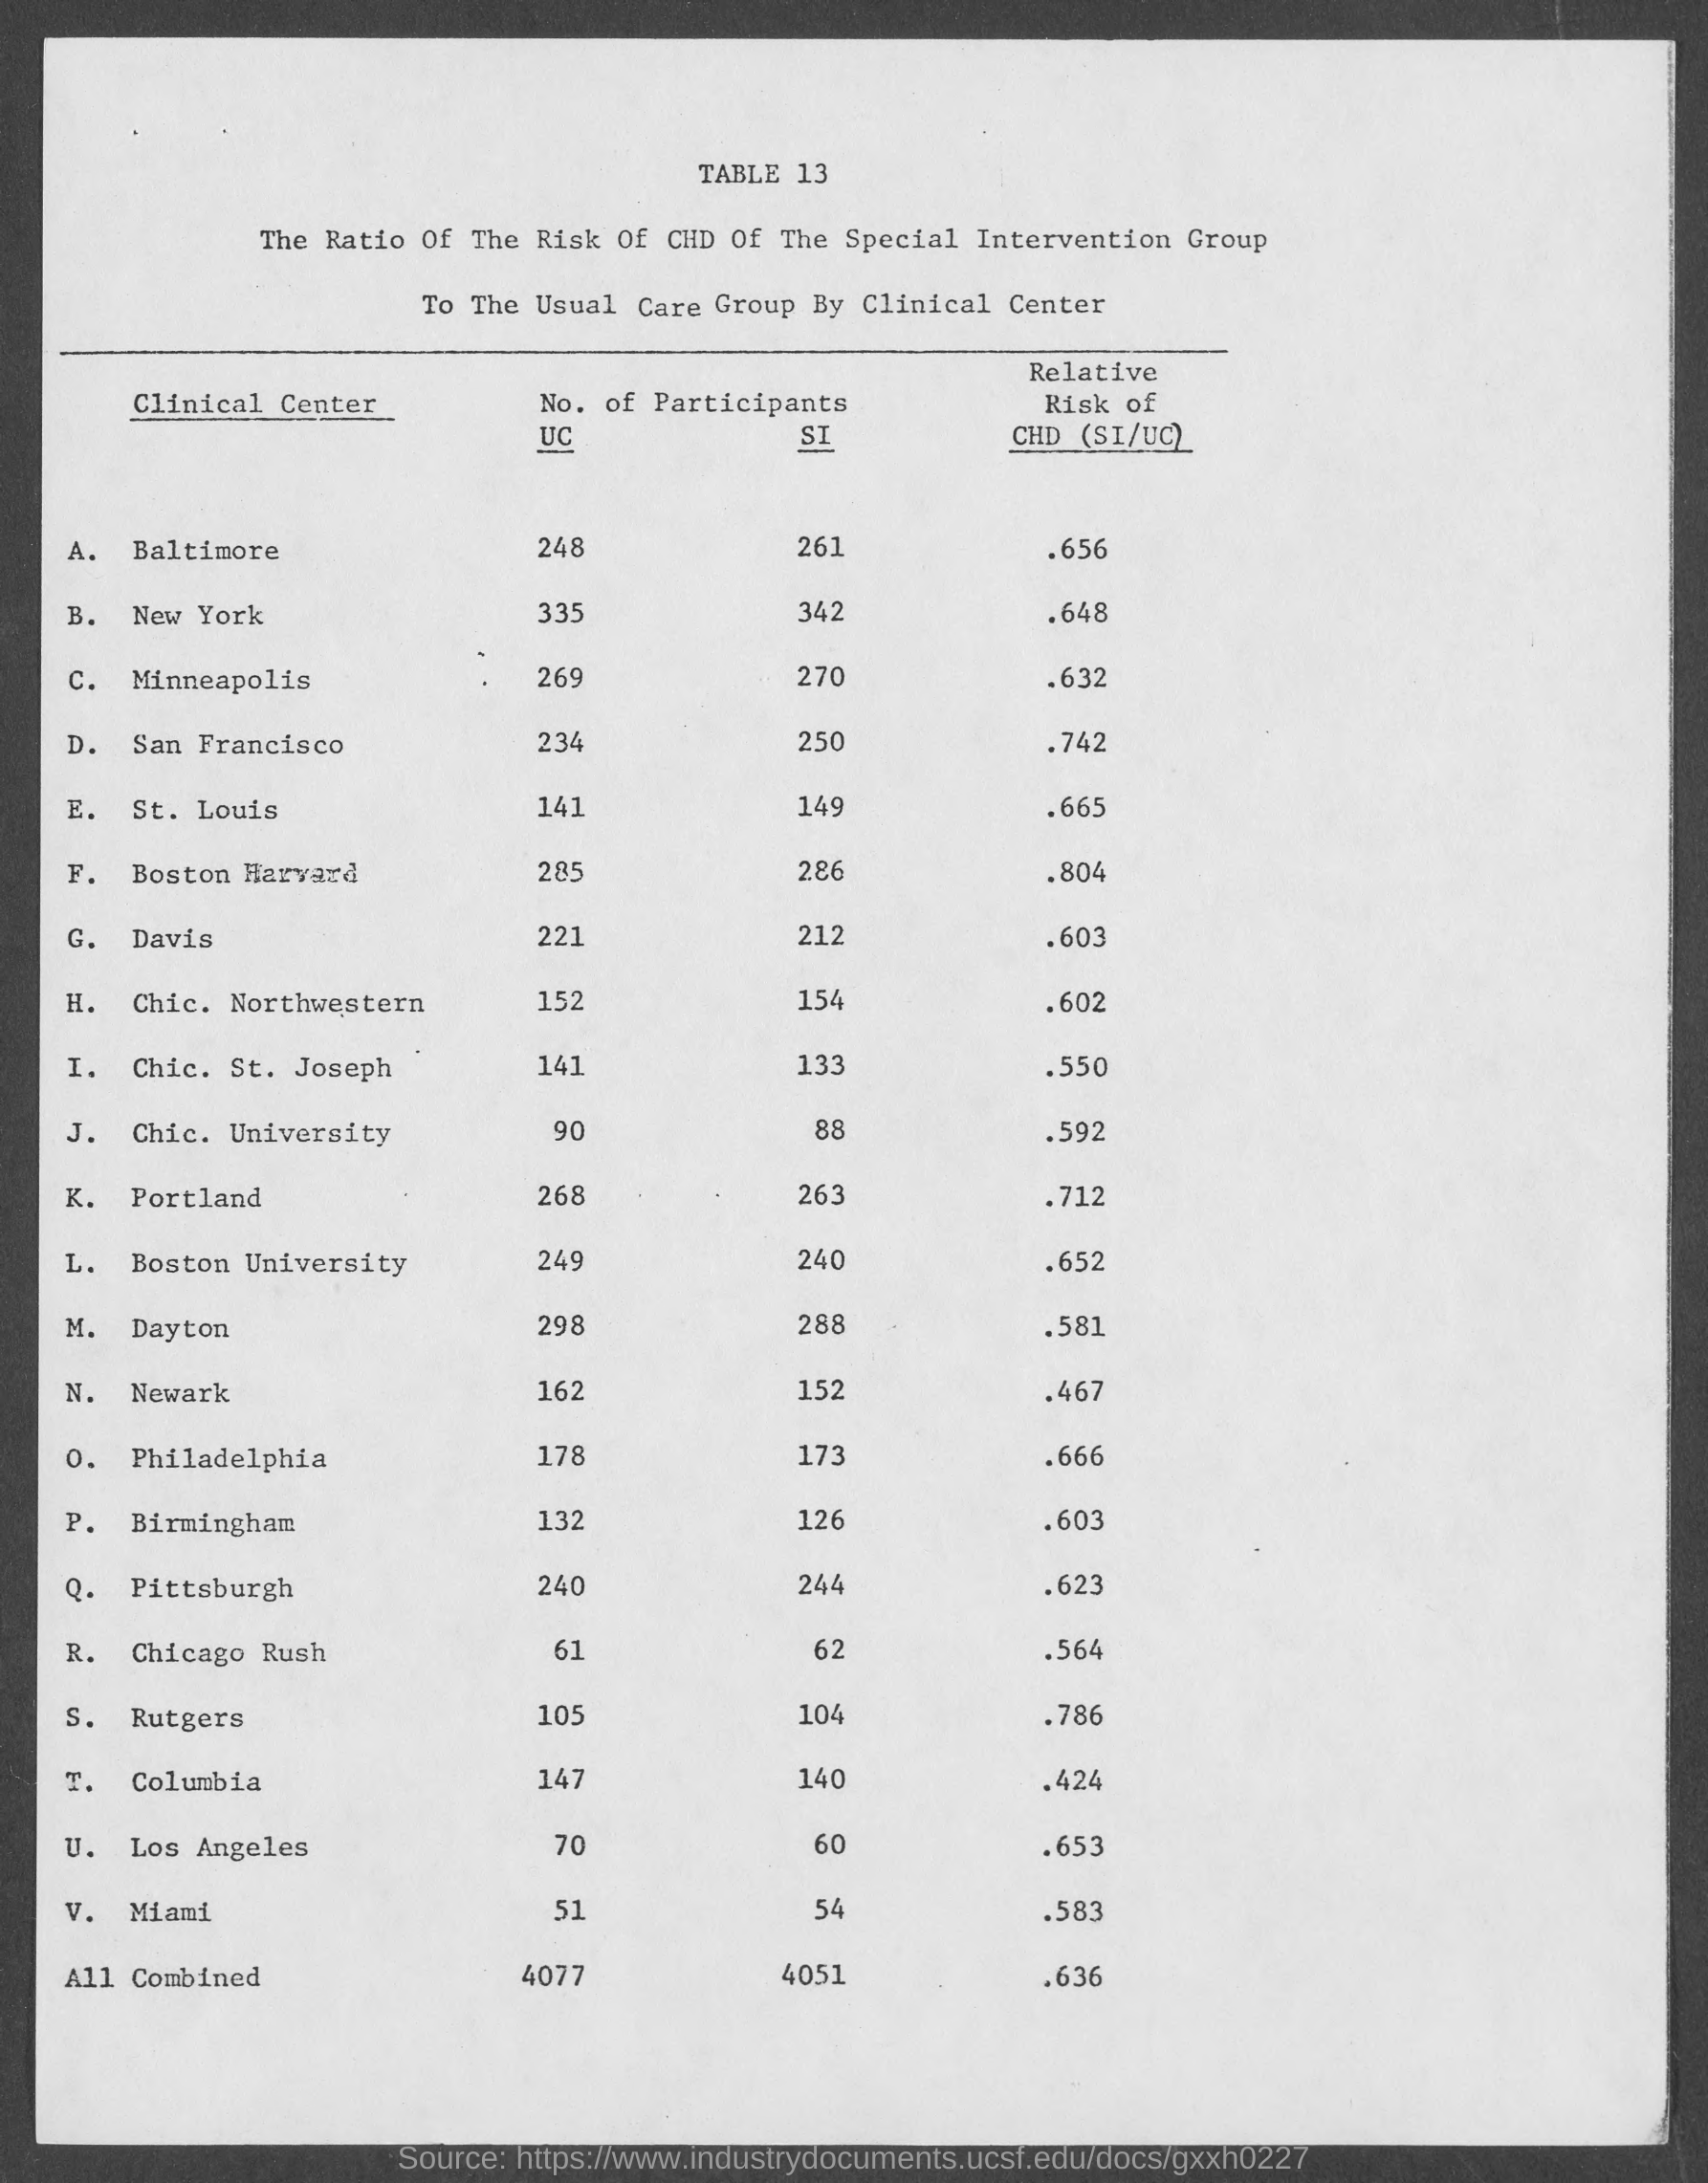 TABLE 13
The Ratio Of The Risk Of CHD Of The Special Intervention Group
To The Usual Care Group By Clinical Center
Clinical Center No. of Participants Relative Risk of CHD (SI/UC)
UC SI
A. Baltimore 248 261 .656
B. New York 335 342 .648
C. Minneapolis 269 270 .632
D. San Francisco 234 250 .742
E. St. Louis 141 149 .665
F. Boston Harvard 285 286 .804
G. Davis 221 212 .603
H. Chic. Northwestern 152 154 .602
I. Chic. St. Joseph 141 133 .550
J. Chic. University 90 88 .592
K. Portland 268 263 .712
L. Boston University 249 240 .652
M. Dayton 298 288 .581
N. Newark 162 152 .467
O. Philadelphia 178 173 .666
P. Birmingham 132 126 .603
Q. Pittsburgh 240 244 .623
R. Chicago Rush 61 62 .564
S. Rutgers 105 104 .786
T. Columbia 147 140 .424
U. Los Angeles 70 60 .653
V. Miami 51 54 .583
All Combined 4077 4051 .636
Source: https://www.industrydocuments.ucsf.edu/docs/gxxh0227